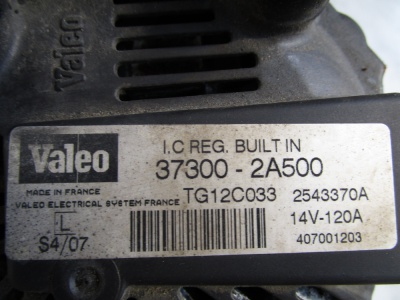 Valeo
Valeo
I.C REG. BUILT IN
37300 - 2A500
MADE IN FRANCE
TG12C033 2543370A
VALEO ELECTRICAL SYSTEM FRANCE
14V-120A
L
S4/07
407001203